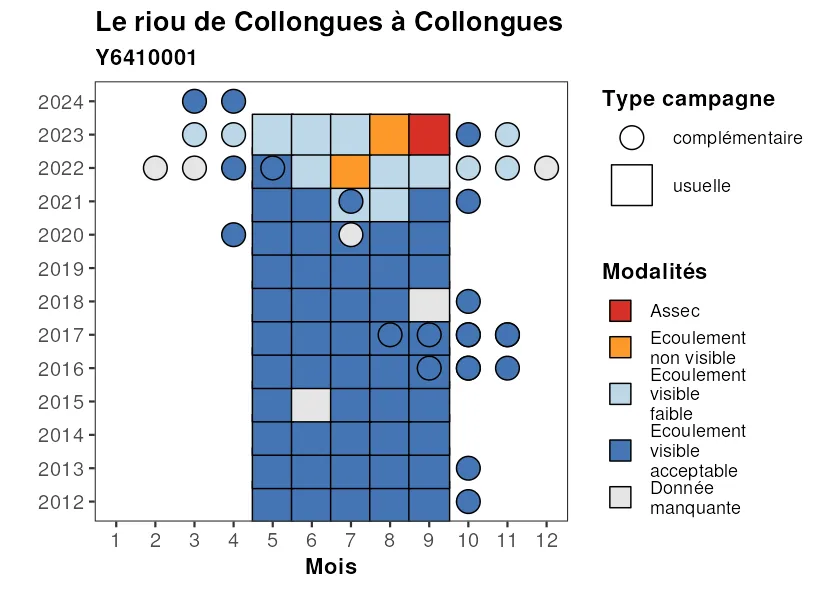 Le riou de Collongues à Collongues
Y6410001
2024
2023
2022
2021
2020
2019
2018
2017
2016
2015
2014
2013
2012
1 2 3 4 5 6 7 8 9 10 11 12
Mois
Type campagne
complémentaire
usuelle
Modalités
Assec
Ecoulement
non visible
Ecoulement
visible
faible
Ecoulement
visible
acceptable
Donnée
manquante